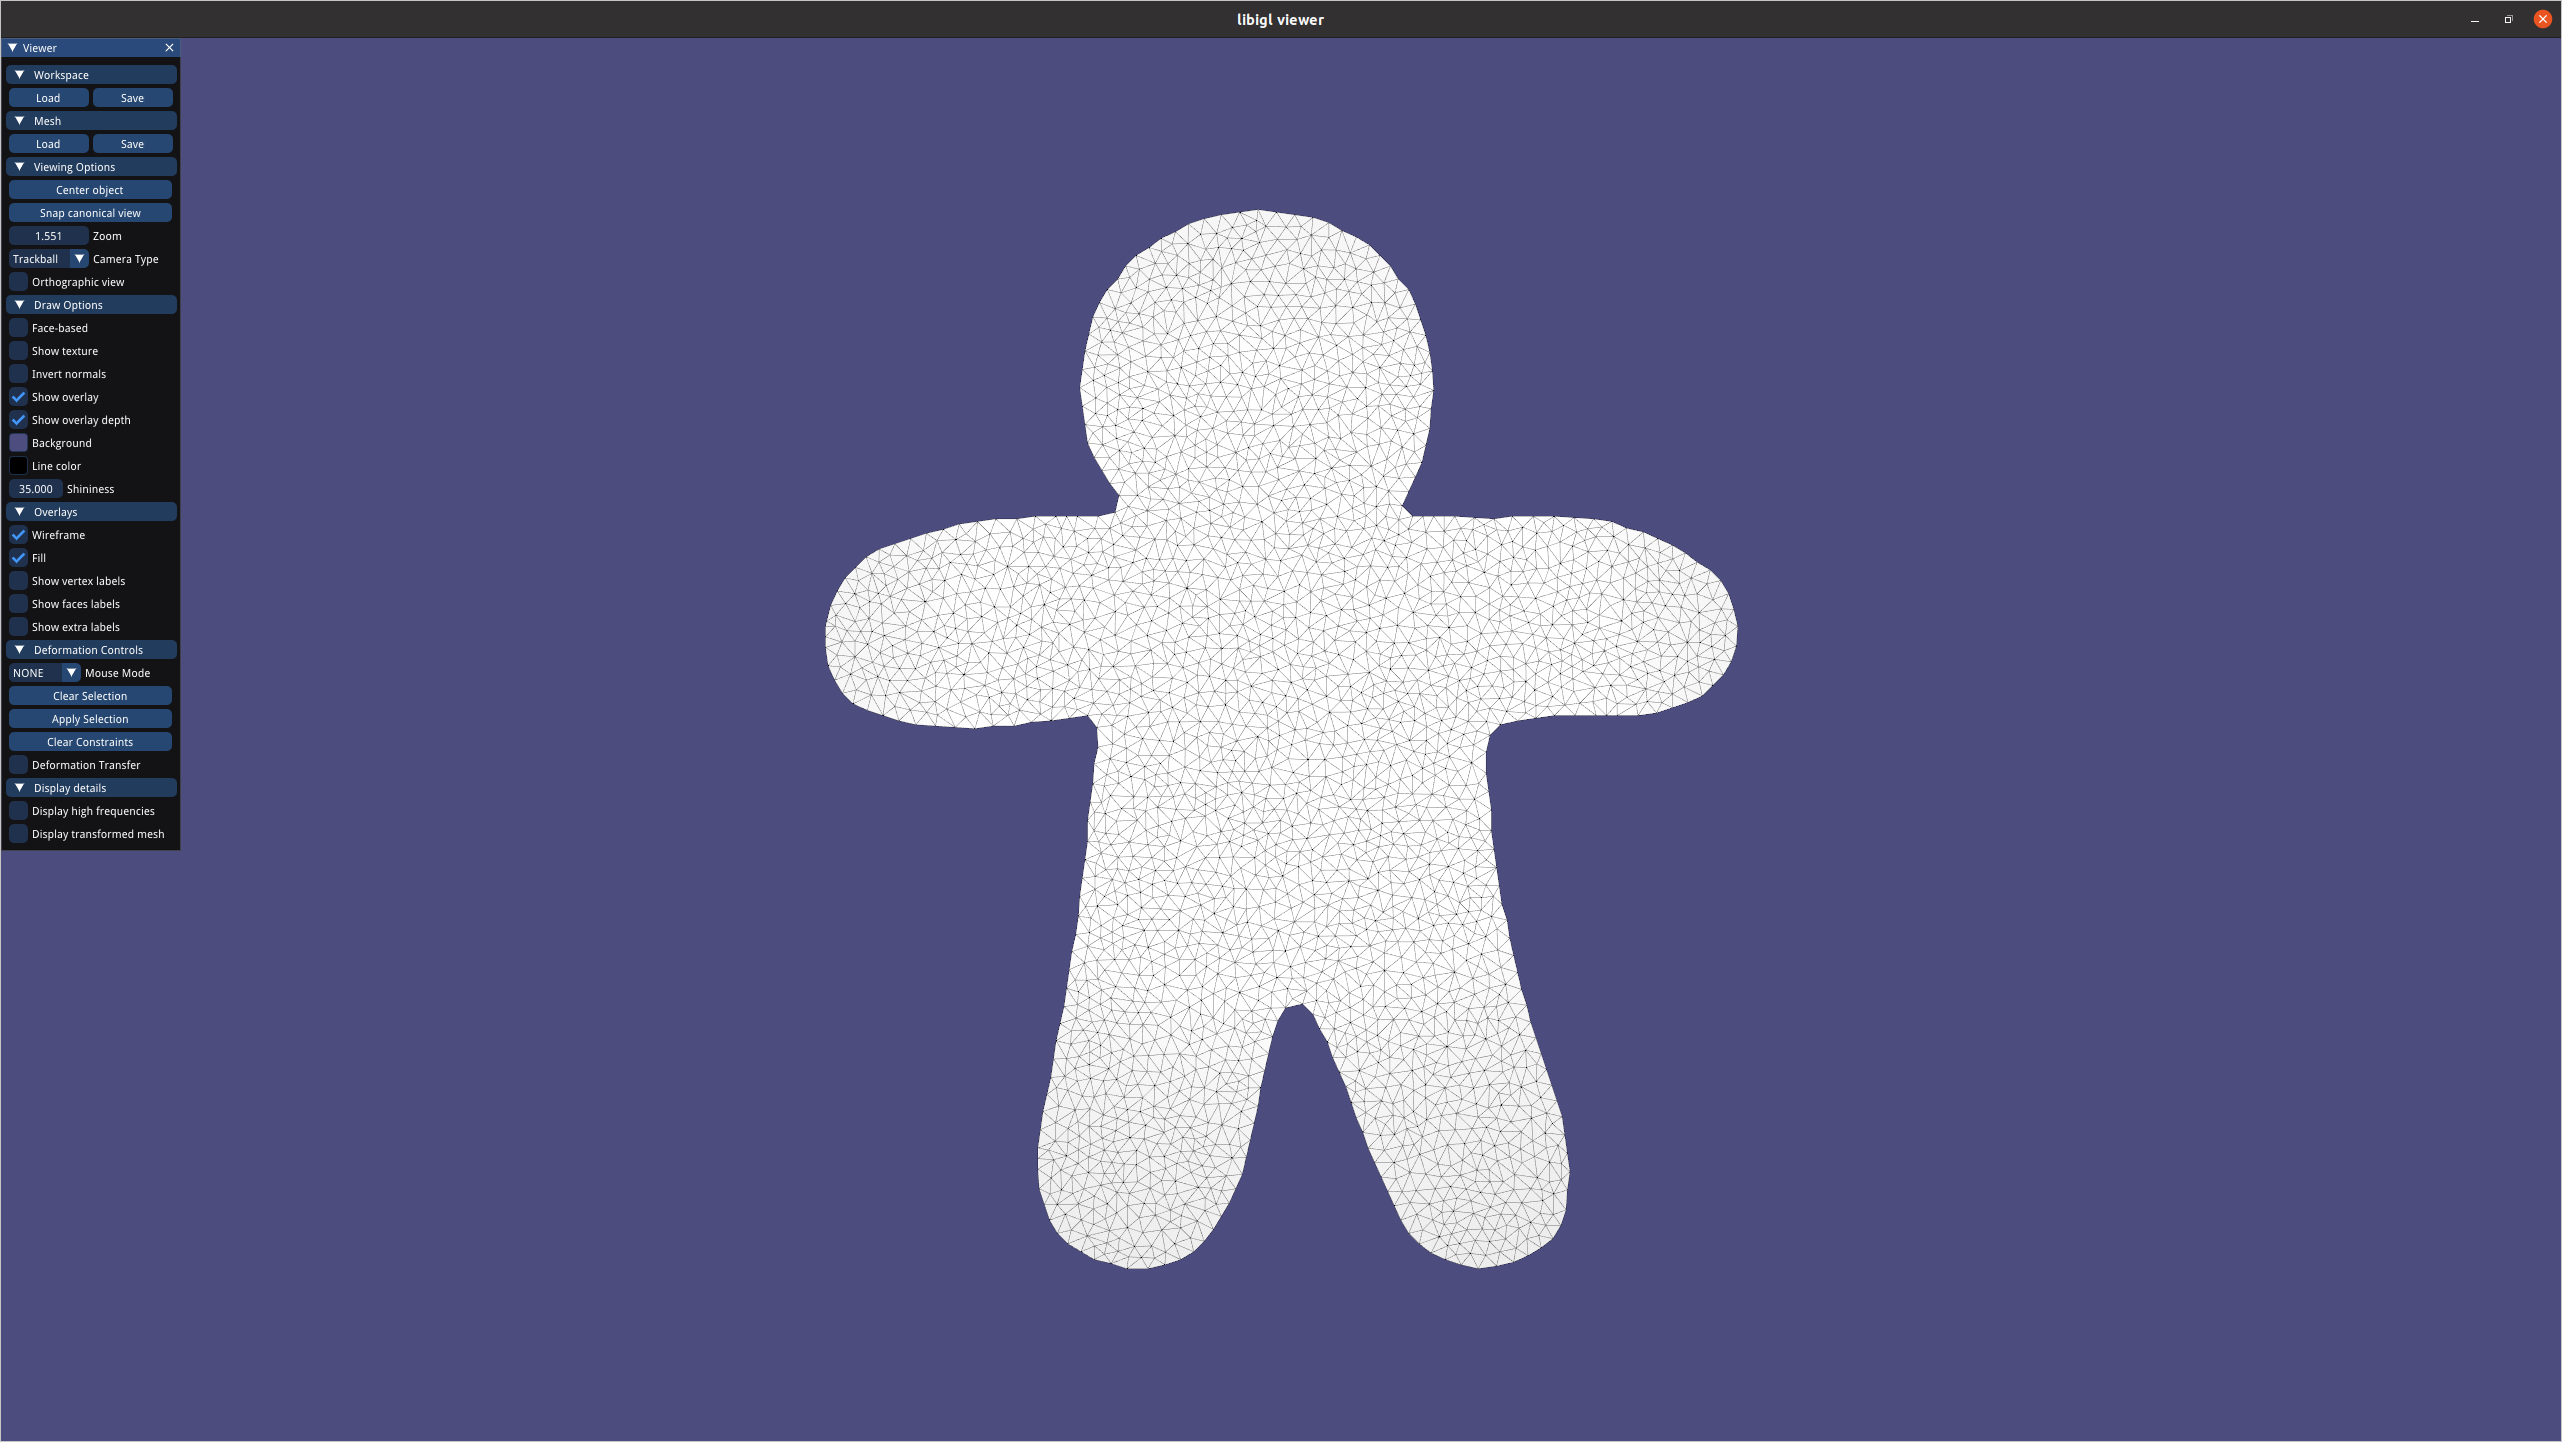 libigl viewer
Viewer
Workspace
Load Save
Mesh
Load Save
Viewing Options
Center object
Snap canonical view
1.551 Zoom
Trackball Camera Type
Orthographic view
Draw Options
Face-based
Show texture
Invert normals
Show overlay
Show overlay depth
Background
Line color
35.000 Shininess
Overlays
Wireframe
Fill
Show vertex labels
Show faces labels
Show extra labels
Deformation Controls
NONE Mouse Mode
Clear Selection
Apply Selection
Clear Constraints
Deformation Transfer
Display details
Display high frequencies
Display transformed mesh